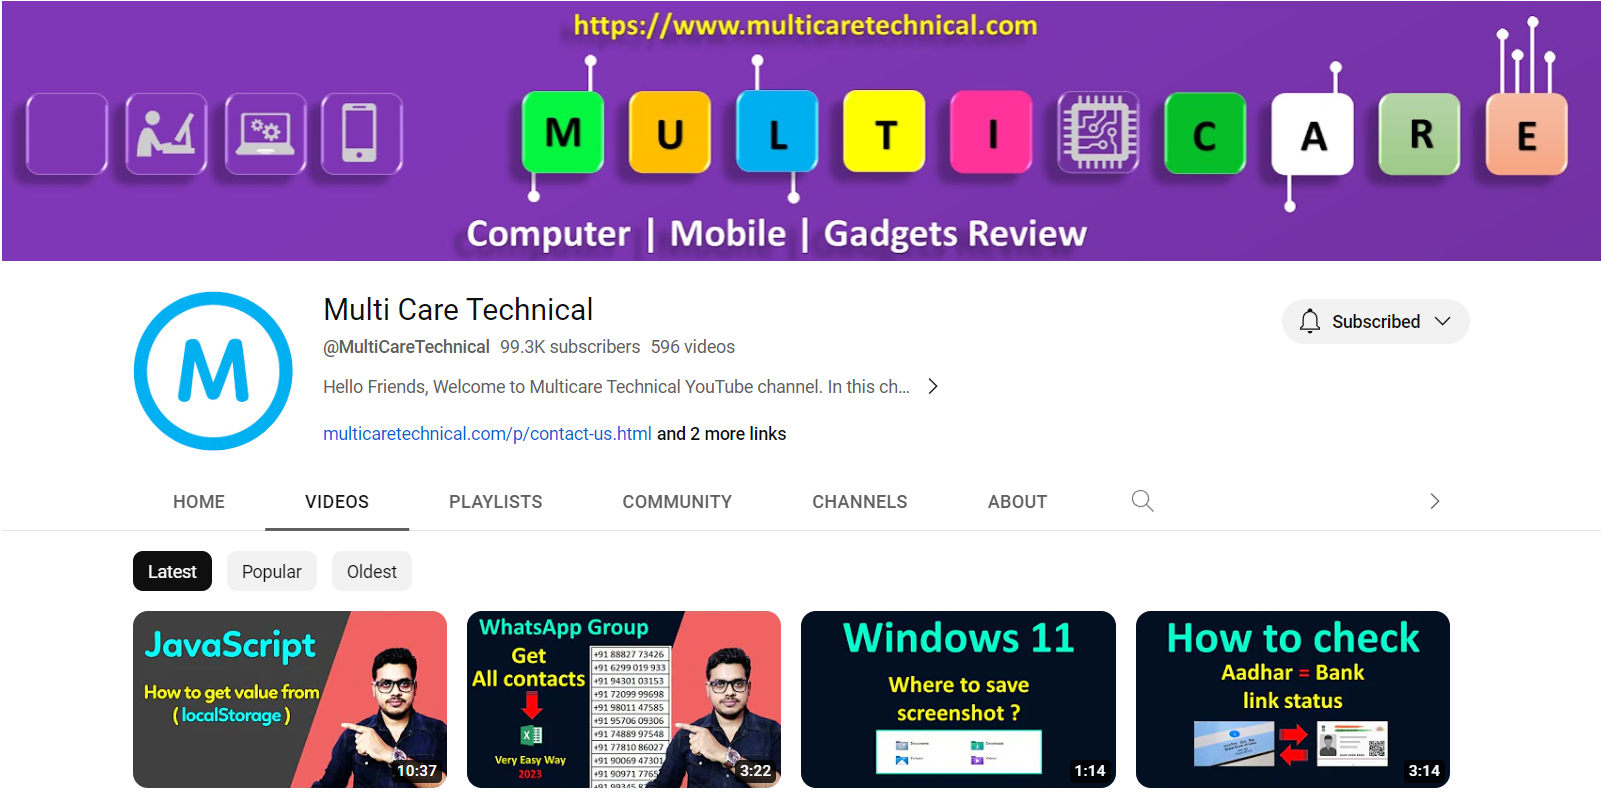 https://www.multicaretechnical.com
M U L T I C A R E
Computer | Mobile | Gadgets Review
M
Multi Care Technical
Subscribed
@MultiCareTechnical 99.3K subscribers 596 videos
Hello Friends, Welcome to Multicare Technical YouTube channel. In this ch...
multicaretechnical.com/p/contact-us.html and 2 more links
HOME VIDEOS PLAYLISTS COMMUNITY CHANNELS ABOUT
Latest Popular Oldest
JavaScript
How to get value from
( localStorage )
10:37
WhatsApp Group
Get
All contacts
Very Easy Way
2023
+91 88827 73426
+91 6299 019 933
+91 94301 03153
+91 72099 99698
+91 98011 47585
+91 95706 09306
+91 74889 97548
+91 77810 86027
+91 90069 47301
+91 90971 7765
3:22
Windows 11
Where to save
screenshot ?
Documents Downloads
Pictures Videos
1:14
How to check
Aadhar = Bank
link status
3:14